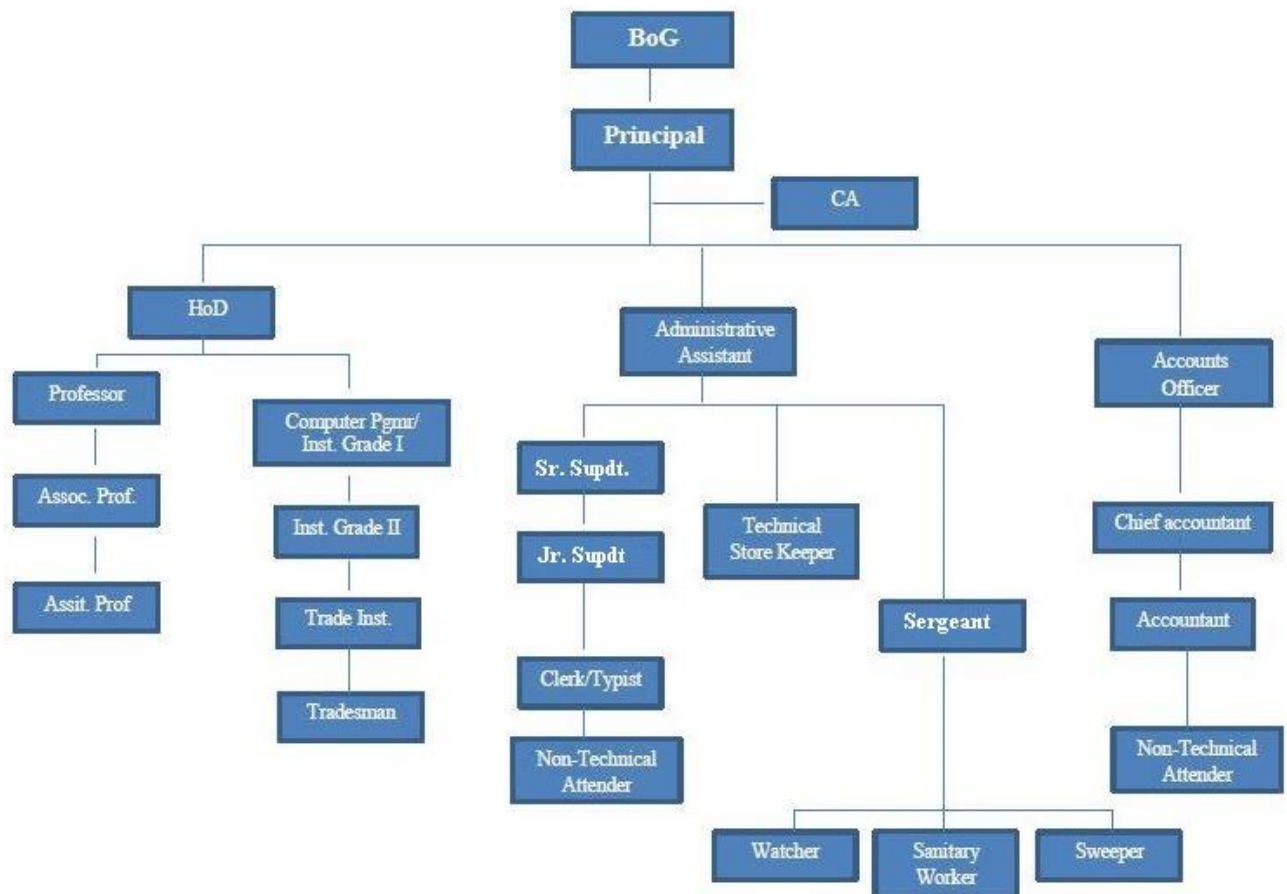 BoG
Principal
CA
HoD
Administrative
Assistant
Accounts
Officer
Professor
Computer Pgmr/
Inst. Grade I
Sr. Supdt.
Assoc. Prof.
Inst. Grade II
Technical
Store Keeper
Chief accountant
Jr. Supdt
Assit. Prof
Trade Inst.
Sergeant
Accountant
Clerk/Typist
Tradesman
Non-Technical
Attender
Non-Technical
Attender
Watcher
Sanitary
Worker
Sweeper